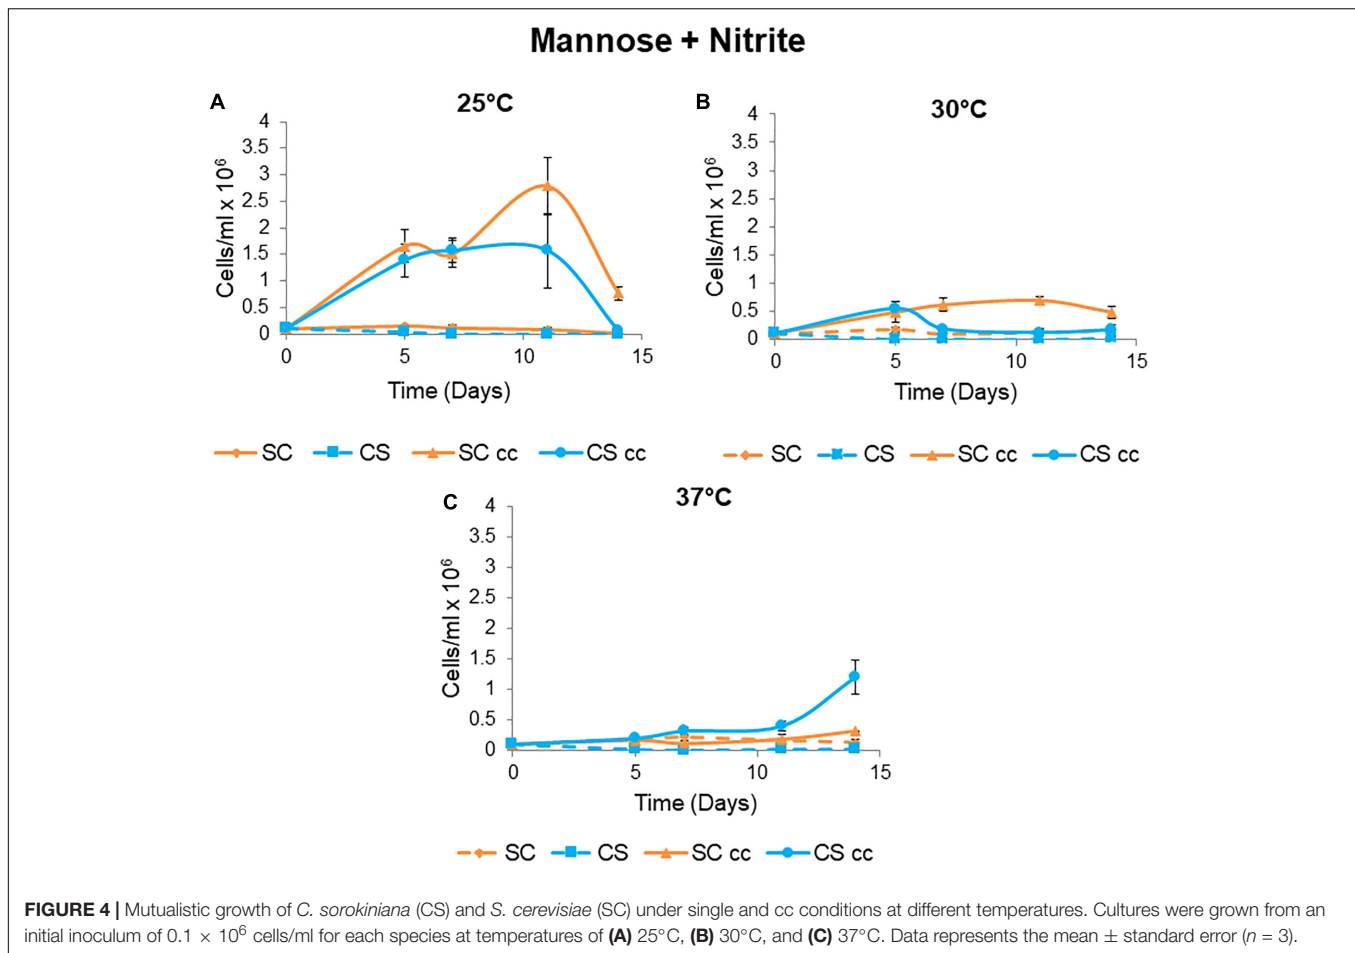 Mannose + Nitrite
A
25°C
4
3.5
3
2.5
2
1.5
1
0.5
0
Cells/ml x 10⁶
0 5 10 15
Time (Days)
SC CS SC cc CS cc
B
30°C
4
3.5
3
2.5
2
1.5
1
0.5
0
Cells/ml x 10⁶
0 5 10 15
Time (Days)
SC CS SC cc CS cc
C
37°C
4
3.5
3
2.5
2
1.5
1
0.5
0
Cells/ml x 10⁶
0 5 10 15
Time (Days)
SC CS SC cc CS cc
FIGURE 4 | Mutualistic growth of C. sorokiniana (CS) and S. cerevisiae (SC) under single and cc conditions at different temperatures. Cultures were grown from an
initial inoculum of 0.1 × 10⁶ cells/ml for each species at temperatures of (A) 25°C, (B) 30°C, and (C) 37°C. Data represents the mean ± standard error (n = 3).